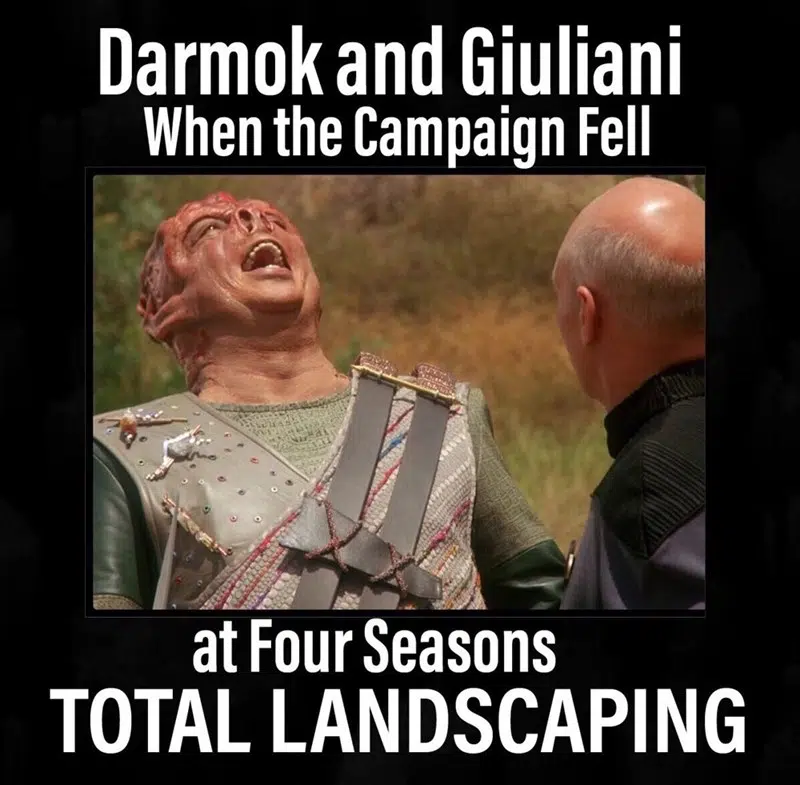 Darmok and Giuliani
When the Campaign Fell
at Four Seasons
TOTAL LANDSCAPING